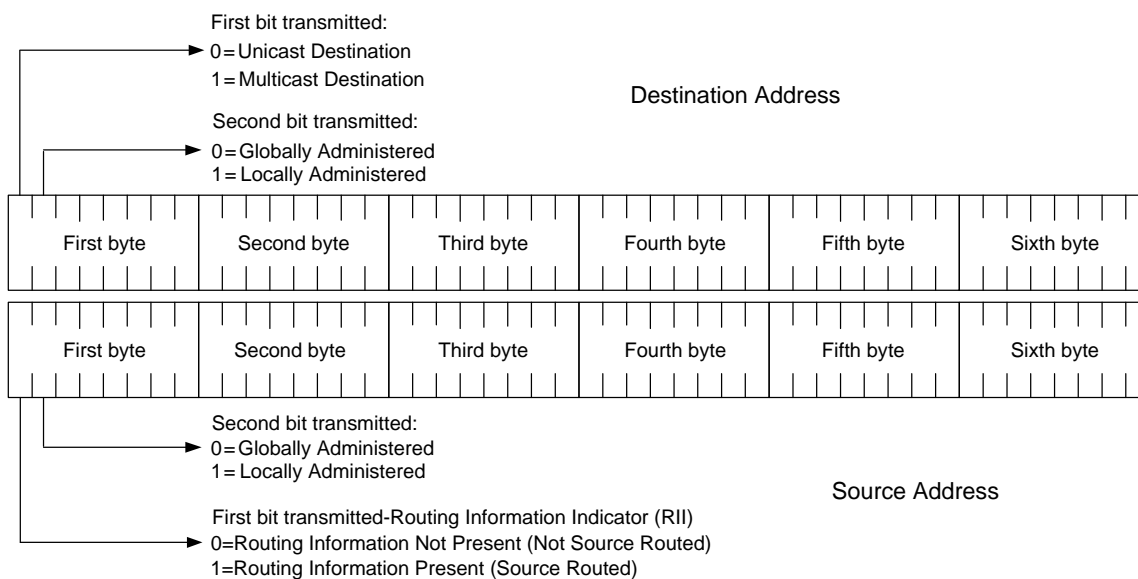 First bit transmitted:
0=Unicast Destination
1=Multicast Destination
Destination Address
Second bit transmitted:
0=Globally Administered
1=Locally Administered
First byte Second byte Third byte Fourth byte Fifth byte Sixth byte
First byte Second byte Third byte Fourth byte Fifth byte Sixth byte
Second bit transmitted:
0=Globally Administered
1=Locally Administered
Source Address
First bit transmitted-Routing Information Indicator (RII)
0=Routing Information Not Present (Not Source Routed)
1=Routing Information Present (Source Routed)